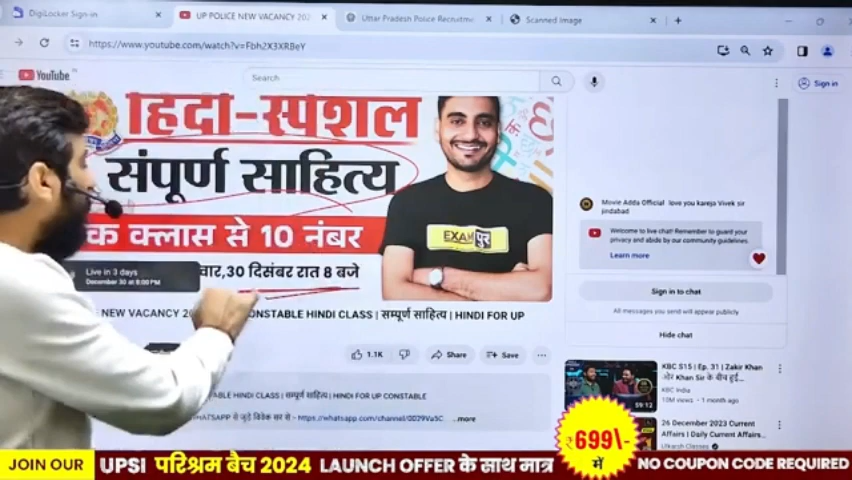 DigiLocker Sign-in
UP POLICE NEW VACANCY 202
Uttar Pradesh Police Recruitme
Scanned Image
https://www.youtube.com/watch?v=Fbh2X3XRBeY
YouTube
Search
Sign in
हिंदी-स्पेशल
संपूर्ण साहित्य
क क्लास से 10 नंबर
वार,30 दिसंबर रात 8 बजे
EXAM पुर
Live in 3 days
December 30 at 8:00 PM
NEW VACANCY 20 CONSTABLE HINDI CLASS | सम्पूर्ण साहित्य | HINDI FOR UP
1.1K
Share
Save
ABLE HINDI CLASS | सम्पूर्ण साहित्य | HINDI FOR UP CONSTABLE
HATSAPP से जुड़े विवेक सर से - https://whatsapp.com/channel/0029Va5C ...more
Movie Adda Official love you kareja Vivek sir
jindabad
Welcome to live chat! Remember to guard your
privacy and abide by our community guidelines.
Learn more
Sign in to chat
All messages you send will appear publicly
Hide chat
KBC S15 | Ep. 31 | Zakir Khan
और Khan Sir के बीच हुई...
KBC India
10M views • 1 month ago
59:12
26 December 2023 Current
Affairs | Daily Current Affairs...
Utkarsh Classes
JOIN OUR UPSI परिश्रम बैच 2024 LAUNCH OFFER के साथ मात्र ₹699\- में NO COUPON CODE REQUIRED